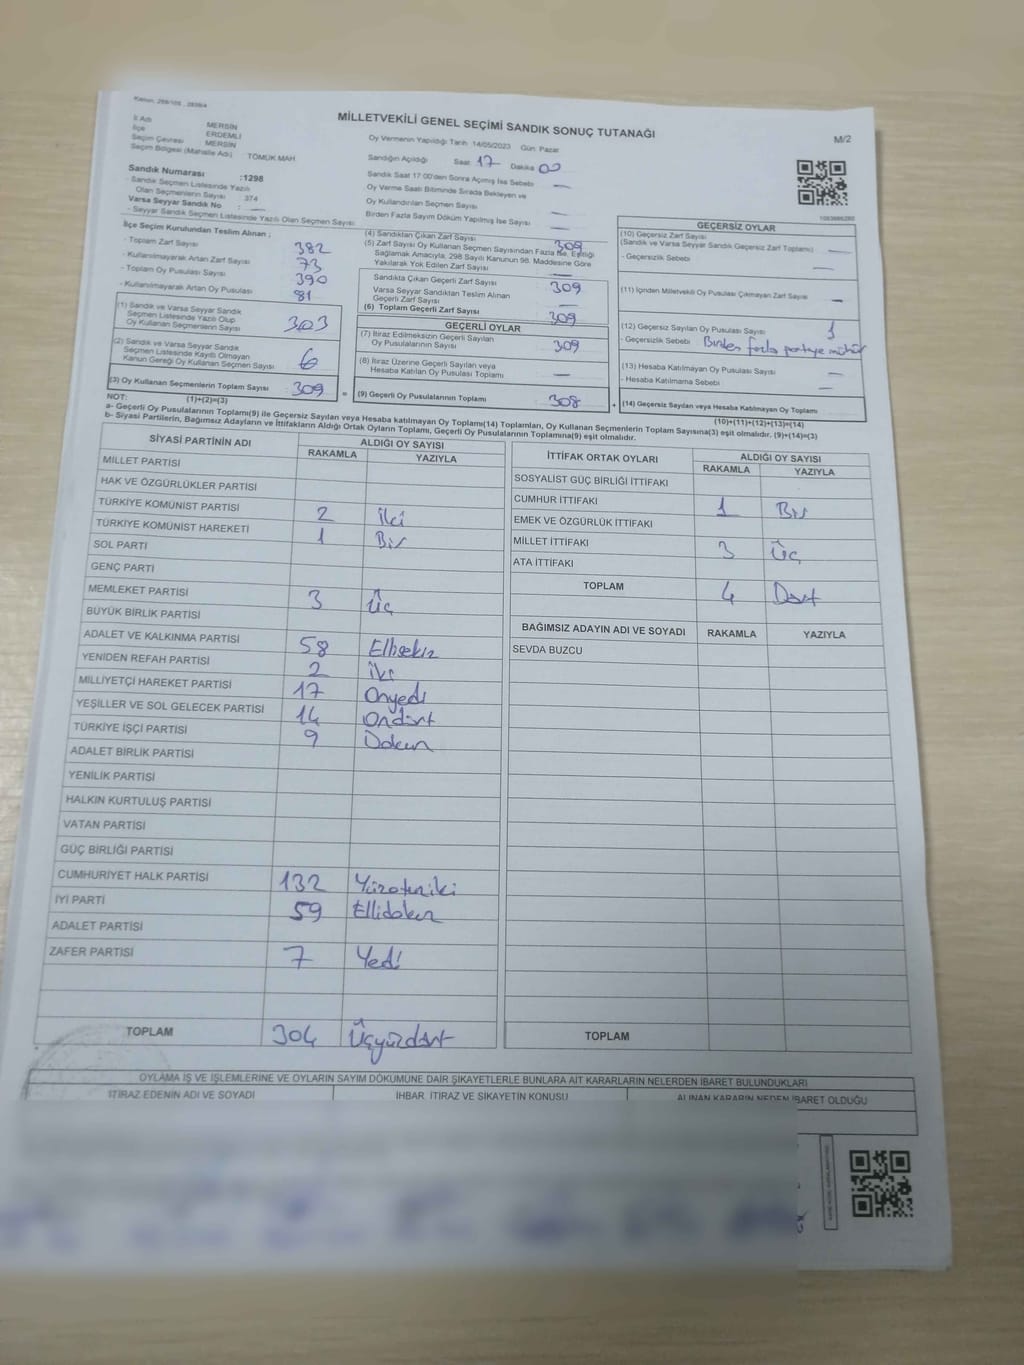 Kanun: 298/105 , 2839/4
MİLLETVEKİLİ GENEL SEÇİMİ SANDIK SONUÇ TUTANAĞI
M/2
İl Adı MERSİN
İlçe ERDEMLİ
Seçim Çevresi MERSİN
Seçim Bölgesi (Mahalle Adı) TÖMÜK MAH
Sandık Numarası :1298
- Sandık Seçmen Listesinde Yazılı Olan Seçmenlerin Sayısı 374
Varsa Seyyar Sandık No : —
- Seyyar Sandık Seçmen Listesinde Yazılı Olan Seçmen Sayısı
Oy Vermenin Yapıldığı Tarih 14/05/2023 Gün Pazar
Sandığın Açıldığı Saat 17 Dakika 00
Sandık Saat 17.00'den Sonra Açılmış İse Sebebi —
Oy Verme Saati Bitiminde Sırada Bekleyen ve
Oy Kullandırılan Seçmen Sayısı —
Birden Fazla Sayım Döküm Yapılmış İse Sayısı —
İlçe Seçim Kurulundan Teslim Alınan ;
- Toplam Zarf Sayısı 382
- Kullanılmayarak Artan Zarf Sayısı 73
- Toplam Oy Pusulası Sayısı 390
- Kullanılmayarak Artan Oy Pusulası 81
(1) Sandık ve Varsa Seyyar Sandık
Seçmen Listesinde Yazılı Olup
Oy Kullanan Seçmenlerin Sayısı 303
(2) Sandık ve Varsa Seyyar Sandık
Seçmen Listesinde Kayıtlı Olmayan
Kanun Gereği Oy Kullanan Seçmen Sayısı 6
(3) Oy Kullanan Seçmenlerin Toplam Sayısı 309
(1)+(2)=(3)
(4) Sandıktan Çıkan Zarf Sayısı 309
(5) Zarf Sayısı Oy Kullanan Seçmen Sayısından Fazla İse, Eşitliği
Sağlamak Amacıyla, 298 Sayılı Kanunun 98. Maddesine Göre
Yakılarak Yok Edilen Zarf Sayısı —
Sandıkta Çıkan Geçerli Zarf Sayısı 309
Varsa Seyyar Sandıktan Teslim Alınan
Geçerli Zarf Sayısı —
(6) Toplam Geçerli Zarf Sayısı 309
GEÇERLİ OYLAR
(7) İtiraz Edilmeksizin Geçerli Sayılan
Oy Pusulalarının Sayısı 309
(8) İtiraz Üzerine Geçerli Sayılan veya
Hesaba Katılan Oy Pusulası Toplamı —
= (9) Geçerli Oy Pusulalarının Toplamı 308
GEÇERSİZ OYLAR
(10) Geçersiz Zarf Sayısı
(Sandık ve Varsa Seyyar Sandık Geçersiz Zarf Toplamı) —
- Geçersizlik Sebebi —
(11) İçinden Milletvekili Oy Pusulası Çıkmayan Zarf Sayısı —
(12) Geçersiz Sayılan Oy Pusulası Sayısı 1
- Geçersizlik Sebebi Birden fazla partiye mühür
(13) Hesaba Katılmayan Oy Pusulası Sayısı —
- Hesaba Katılmama Sebebi —
+ (14) Geçersiz Sayılan veya Hesaba Katılmayan Oy Toplamı
(10)+(11)+(12)+(13)=(14)
NOT:
a- Geçerli Oy Pusulalarının Toplamı(9) ile Geçersiz Sayılan veya Hesaba katılmayan Oy Toplamı(14) Toplamları, Oy Kullanan Seçmenlerin Toplam Sayısına(3) eşit olmalıdır. (9)+(14)=(3)
b- Siyasi Partilerin, Bağımsız Adayların ve İttifakların Aldığı Ortak Oyların Toplamı, Geçerli Oy Pusulalarının Toplamına(9) eşit olmalıdır.
SİYASİ PARTİNİN ADI ALDIĞI OY SAYISI
RAKAMLA YAZIYLA
MİLLET PARTİSİ
HAK VE ÖZGÜRLÜKLER PARTİSİ
TÜRKİYE KOMÜNİST PARTİSİ 2 iki
TÜRKİYE KOMÜNİST HAREKETİ 1 Bir
SOL PARTİ
GENÇ PARTİ
MEMLEKET PARTİSİ 3 Üç
BÜYÜK BİRLİK PARTİSİ
ADALET VE KALKINMA PARTİSİ 58 Ellisekiz
YENİDEN REFAH PARTİSİ 2 iki
MİLLİYETÇİ HAREKET PARTİSİ 17 Onyedi
YEŞİLLER VE SOL GELECEK PARTİSİ 14 Ondört
TÜRKİYE İŞÇİ PARTİSİ 9 Dokuz
ADALET BİRLİK PARTİSİ
YENİLİK PARTİSİ
HALKIN KURTULUŞ PARTİSİ
VATAN PARTİSİ
GÜÇ BİRLİĞİ PARTİSİ
CUMHURİYET HALK PARTİSİ 132 Yüzotuziki
İYİ PARTİ 59 Ellidokuz
ADALET PARTİSİ
ZAFER PARTİSİ 7 Yedi
TOPLAM 304 Üçyüzdört
İTTİFAK ORTAK OYLARI ALDIĞI OY SAYISI
RAKAMLA YAZIYLA
SOSYALİST GÜÇ BİRLİĞİ İTTİFAKI
CUMHUR İTTİFAKI 1 Bir
EMEK VE ÖZGÜRLÜK İTTİFAKI
MİLLET İTTİFAKI 3 Üç
ATA İTTİFAKI
TOPLAM 4 Dört
BAĞIMSIZ ADAYIN ADI VE SOYADI RAKAMLA YAZIYLA
SEVDA BUZCU
TOPLAM
OYLAMA İŞ VE İŞLEMLERİNE VE OYLARIN SAYIM DÖKÜMÜNE DAİR ŞİKAYETLERLE BUNLARA AİT KARARLARIN NELERDEN İBARET BULUNDUKLARI
İTİRAZ EDENİN ADI VE SOYADI İHBAR İTİRAZ VE ŞİKAYETİN KONUSU ALINAN KARARIN NEDEN İBARET OLDUĞU